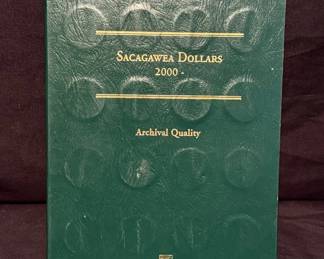 Sacagawea Dollars
2000 -
Archival Quality